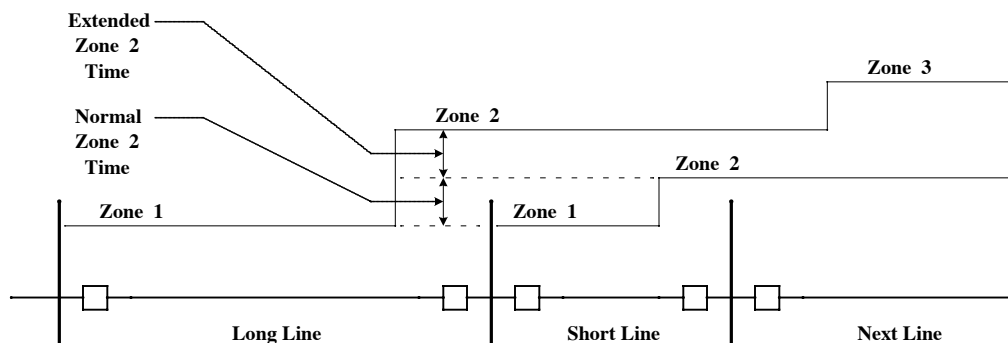 Extended
Zone 2
Time
Zone 3
Normal
Zone 2
Time
Zone 2
Zone 2
Zone 1
Zone 1
Long Line
Short Line
Next Line